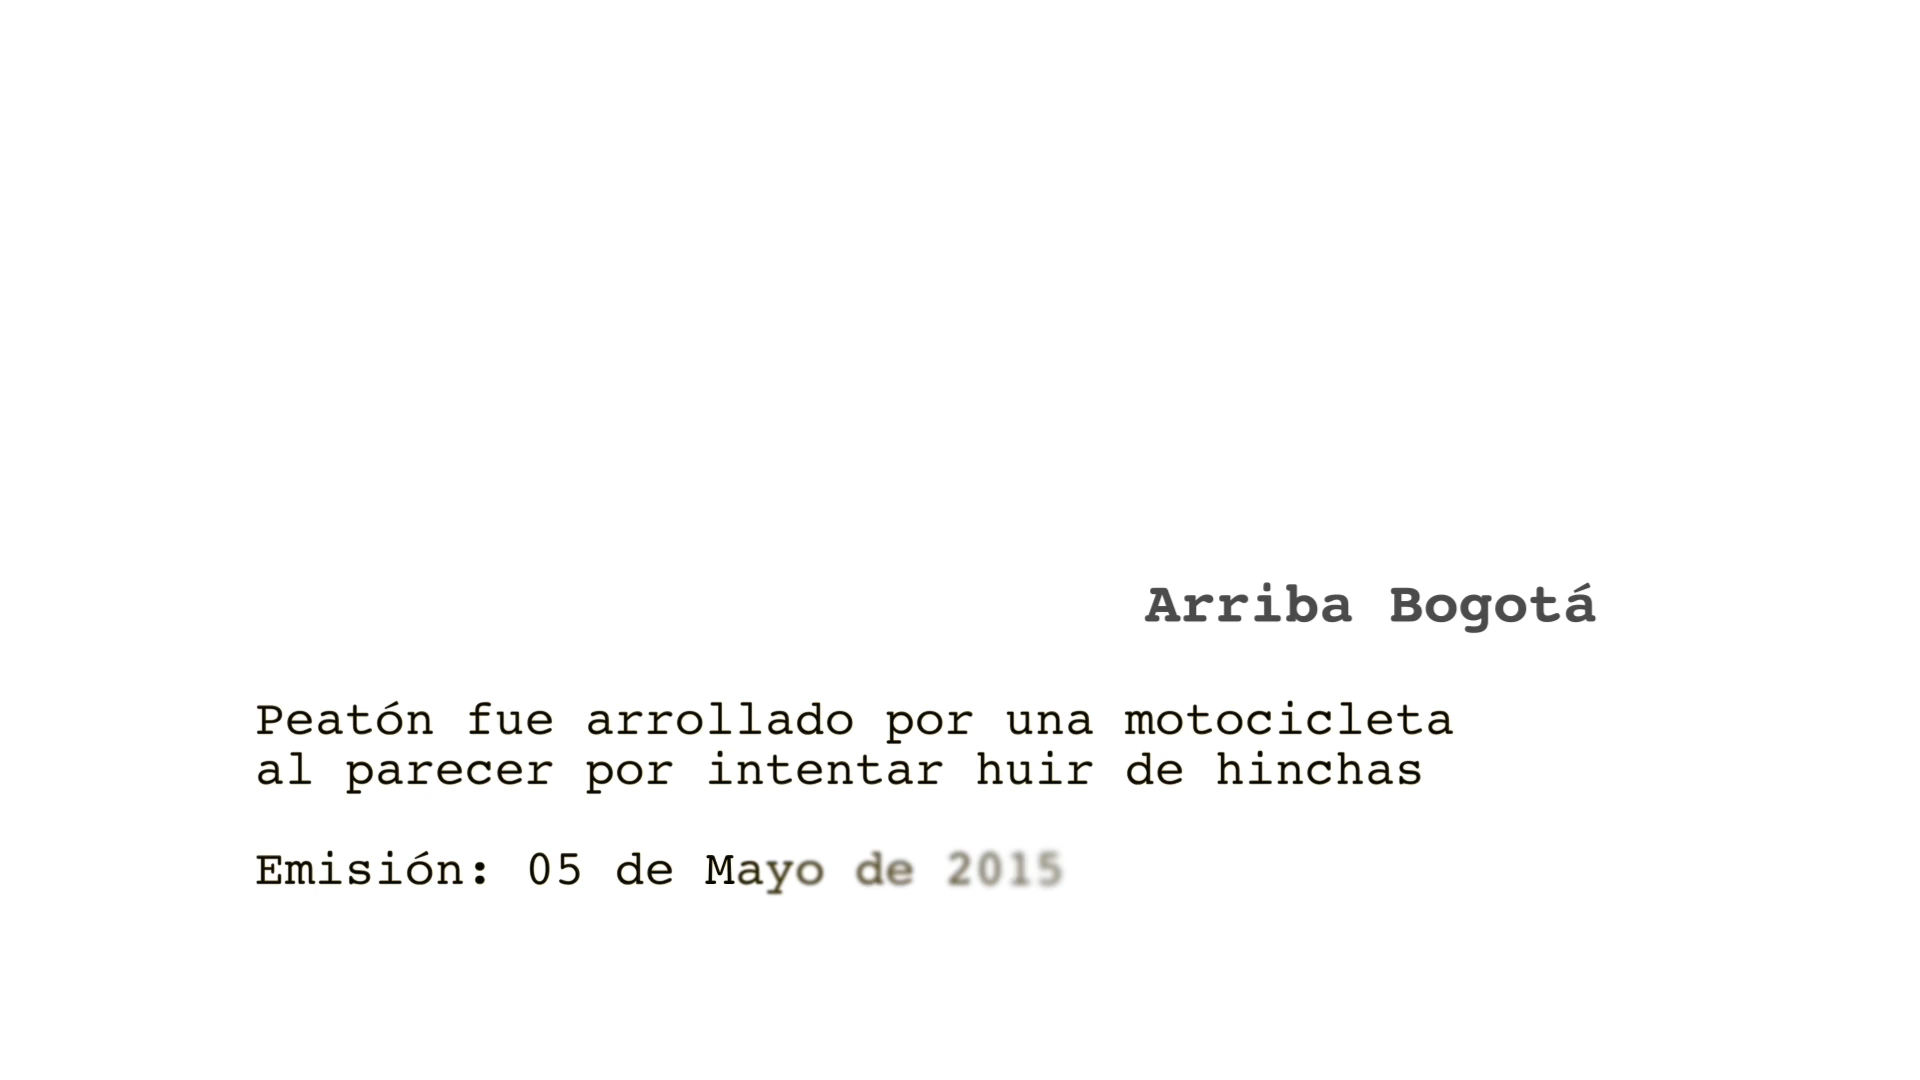 Arriba Bogotá
Peatón fue arrollado por una motocicleta
al parecer por intentar huir de hinchas
Emisión: 05 de Mayo de 2015